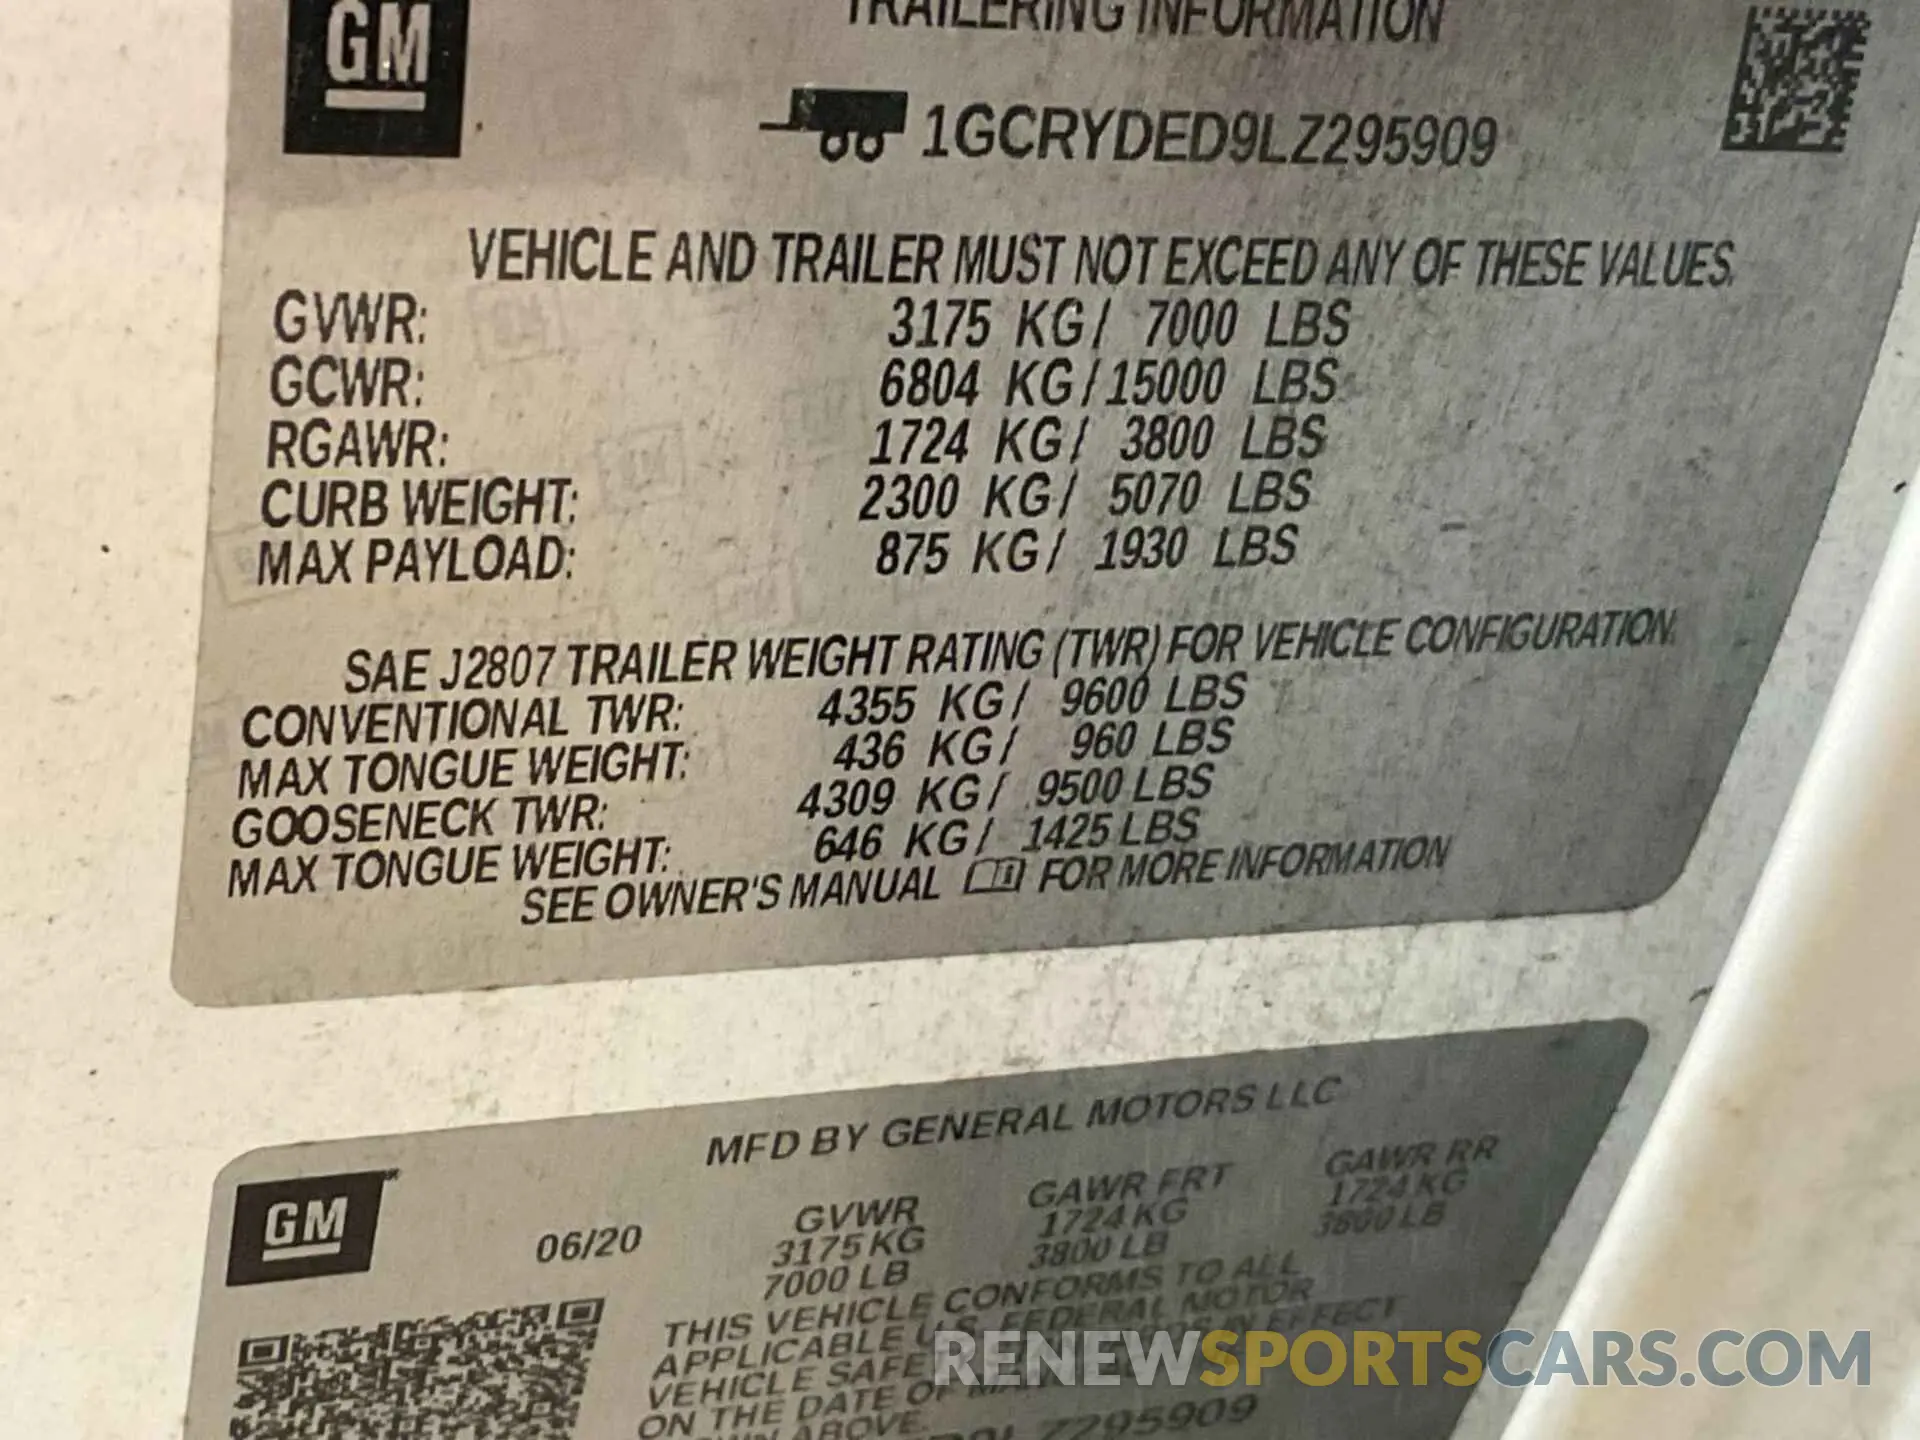 GM
TRAILERING INFORMATION
1GCRYDED9LZ295909
VEHICLE AND TRAILER MUST NOT EXCEED ANY OF THESE VALUES.
GVWR: 3175 KG/ 7000 LBS
GCWR: 6804 KG/15000 LBS
RGAWR: 1724 KG/ 3800 LBS
CURB WEIGHT: 2300 KG/ 5070 LBS
MAX PAYLOAD: 875 KG/ 1930 LBS
SAE J2807 TRAILER WEIGHT RATING (TWR) FOR VEHICLE CONFIGURATION.
CONVENTIONAL TWR: 4355 KG/ 9600 LBS
MAX TONGUE WEIGHT: 436 KG/ 960 LBS
GOOSENECK TWR: 4309 KG/ 9500 LBS
MAX TONGUE WEIGHT: 646 KG/ 1425 LBS
SEE OWNER'S MANUAL FOR MORE INFORMATION
MFD BY GENERAL MOTORS LLC
GM
06/20 GVWR GAWR FRT GAWR RR
3175 KG 1724 KG 1724 KG
7000 LB 3800 LB 3800 LB
THIS VEHICLE CONFORMS TO ALL
APPLICABLE U.S. FEDERAL MOTOR
VEHICLE IN EFFECT
ON THE DATE OF
ABOVE.
LZ295909
RENEWSPORTSCARS.COM